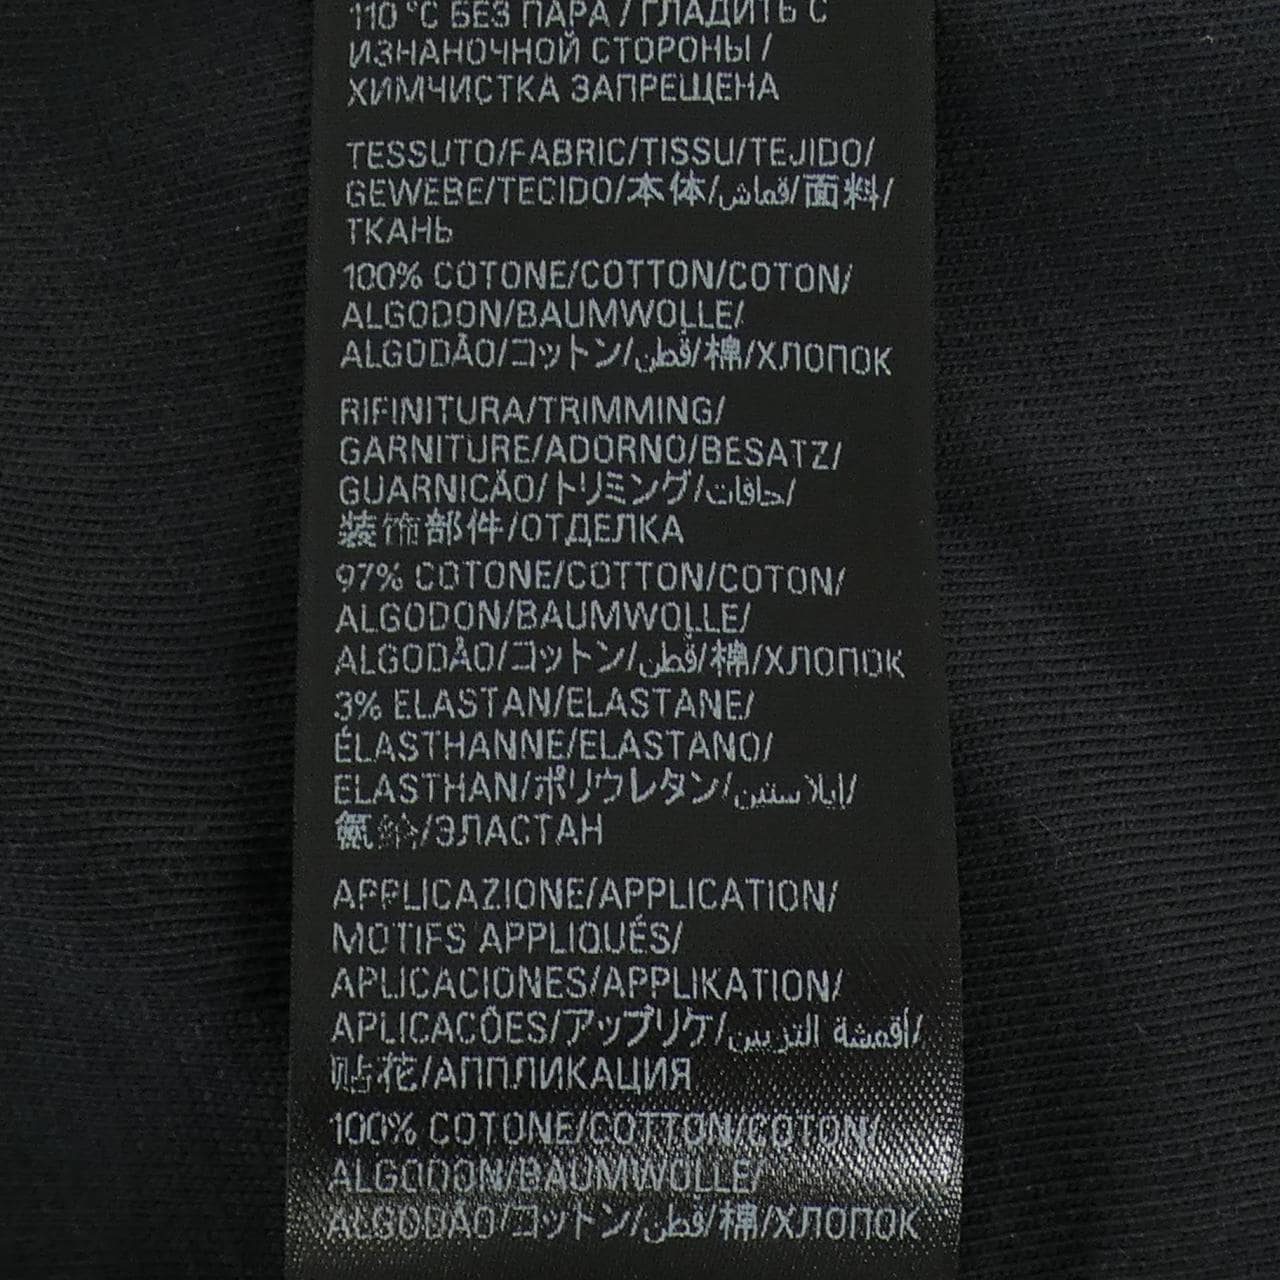 110 °C БЕЗ ПАРА / ГЛАДИТЬ С
ИЗНАНОЧНОЙ СТОРОНЫ /
ХИМЧИСТКА ЗАПРЕЩЕНА
TESSUTO/FABRIC/TISSU/TEJIDO/
GEWEBE/TECIDO/本体/قماش/面料/
ТКАНЬ
100% COTONE/COTTON/COTON/
ALGODON/BAUMWOLLE/
ALGODÃO/コットン/قطن/棉/ХЛОПОК
RIFINITURA/TRIMMING/
GARNITURE/ADORNO/BESATZ/
GUARNICÃO/トリミング/حافات/
装饰部件/ОТДЕЛКА
97% COTONE/COTTON/COTON/
ALGODON/BAUMWOLLE/
ALGODÃO/コットン/قطن/棉/ХЛОПОК
3% ELASTAN/ELASTANE/
ÉLASTHANNE/ELASTANO/
ELASTHAN/ポリウレタン/إيلاستين/
氨纶/ЭЛАСТАН
APPLICAZIONE/APPLICATION/
MOTIFS APPLIQUÉS/
APLICACIONES/APPLIKATION/
APLICACÕES/アップリケ/أقمشة التزيين/
贴花/АППЛИКАЦИЯ
100% COTONE/COTTON/COTON/
ALGODON/BAUMWOLLE/
ALGODÃO/コットン/قطن/棉/ХЛОПОК